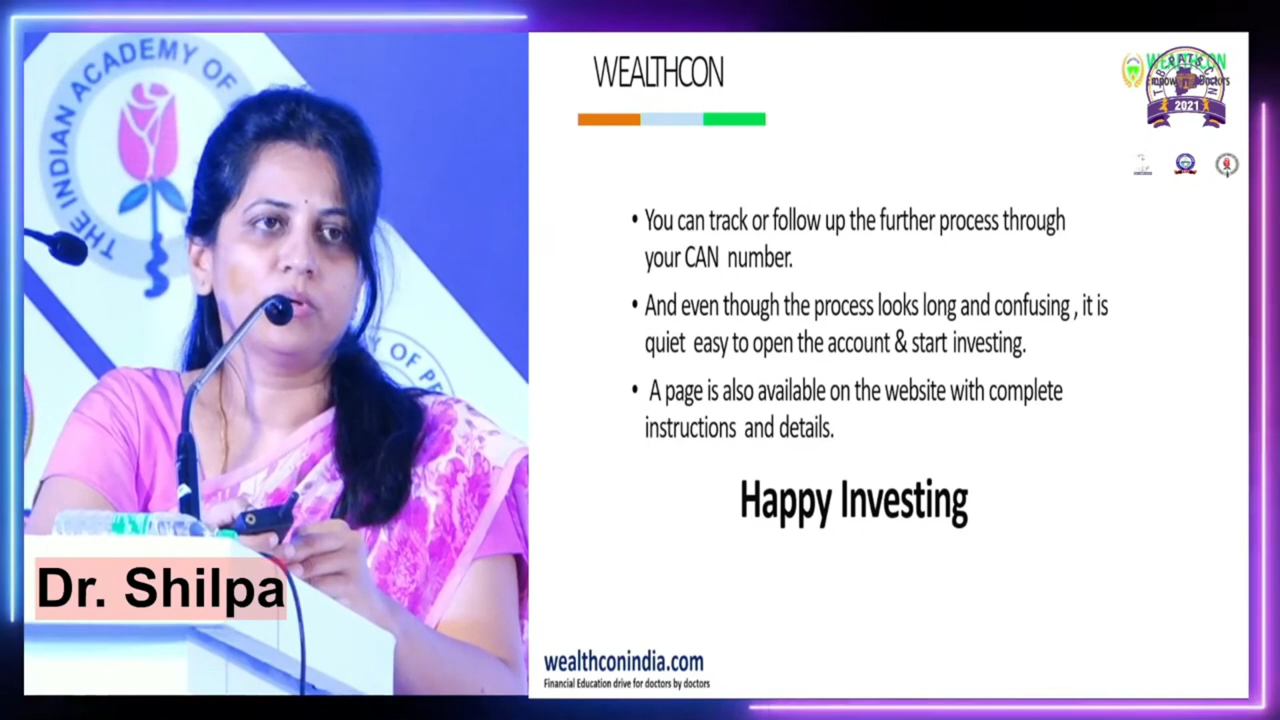 THE INDIAN ACADEMY OF
OF PE
Dr. Shilpa
WEALTHCON
WEALTHCON
2021
• You can track or follow up the further process through
your CAN number.
• And even though the process looks long and confusing , it is
quiet easy to open the account & start investing.
• A page is also available on the website with complete
instructions and details.
Happy Investing
wealthconindia.com
Financial Education drive for doctors by doctors